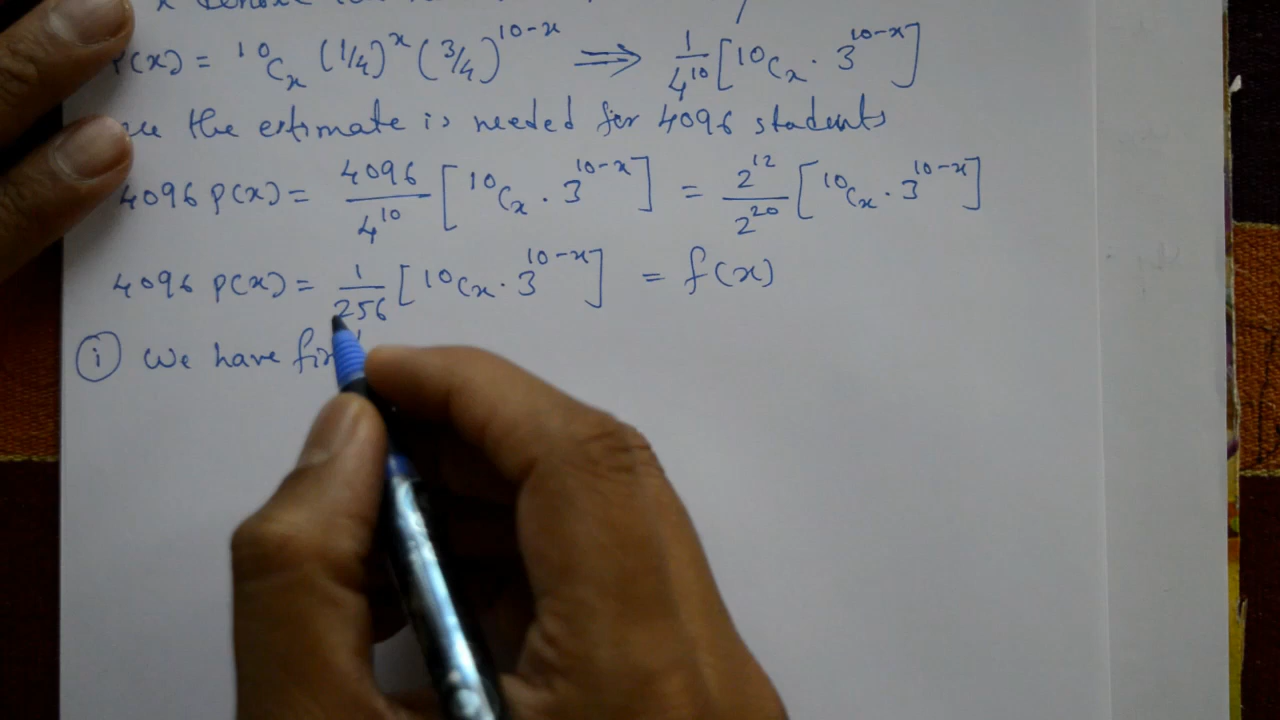 x denote
P(x) = ¹⁰Cₓ (1/4)ˣ (3/4)¹⁰⁻ˣ ⟹ 1/4¹⁰ [¹⁰Cₓ · 3¹⁰⁻ˣ]
the estimate is needed for 4096 students
4096 P(x) = 4096/4¹⁰ [¹⁰Cₓ · 3¹⁰⁻ˣ] = 2¹²/2²⁰ [¹⁰Cₓ · 3¹⁰⁻ˣ]
4096 P(x) = 1/256 [¹⁰Cₓ · 3¹⁰⁻ˣ] = f(x)
(i) We have